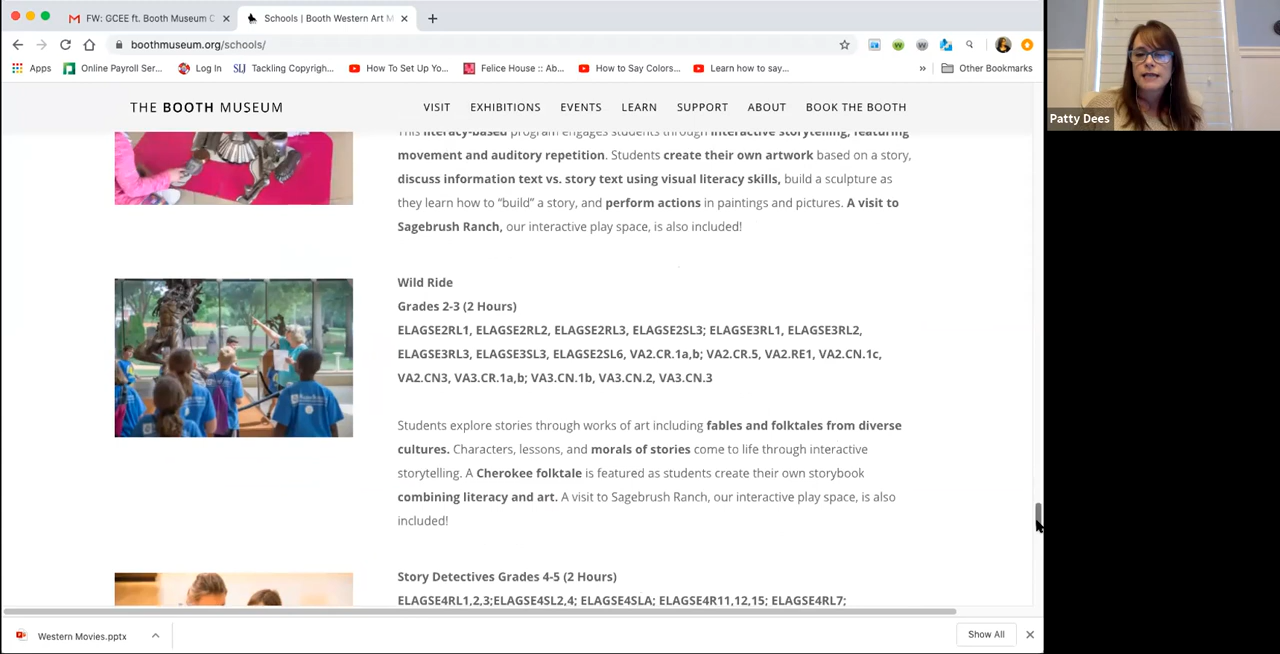 FW: GCEE ft. Booth Museum C
Schools | Booth Western Art M
boothmuseum.org/schools/
Apps
Online Payroll Ser...
Log In
Tackling Copyrigh...
How To Set Up Yo...
Felice House :: Ab...
How to Say Colors...
Learn how to say...
»
Other Bookmarks
THE BOOTH MUSEUM
VISIT EXHIBITIONS EVENTS LEARN SUPPORT ABOUT BOOK THE BOOTH
This literacy-based program engages students through interactive storytelling, featuring
movement and auditory repetition. Students create their own artwork based on a story,
discuss information text vs. story text using visual literacy skills, build a sculpture as
they learn how to “build” a story, and perform actions in paintings and pictures. A visit to
Sagebrush Ranch, our interactive play space, is also included!
Wild Ride
Grades 2-3 (2 Hours)
ELAGSE2RL1, ELAGSE2RL2, ELAGSE2RL3, ELAGSE2SL3; ELAGSE3RL1, ELAGSE3RL2,
ELAGSE3RL3, ELAGSE3SL3, ELAGSE2SL6, VA2.CR.1a,b; VA2.CR.5, VA2.RE1, VA2.CN.1c,
VA2.CN3, VA3.CR.1a,b; VA3.CN.1b, VA3.CN.2, VA3.CN.3
Students explore stories through works of art including fables and folktales from diverse
cultures. Characters, lessons, and morals of stories come to life through interactive
storytelling. A Cherokee folktale is featured as students create their own storybook
combining literacy and art. A visit to Sagebrush Ranch, our interactive play space, is also
included!
Story Detectives Grades 4-5 (2 Hours)
ELAGSE4RL1,2,3;ELAGSE4SL2,4; ELAGSE4SLA; ELAGSE4R11,12,15; ELAGSE4RL7;
Western Movies.pptx
Show All
Patty Dees